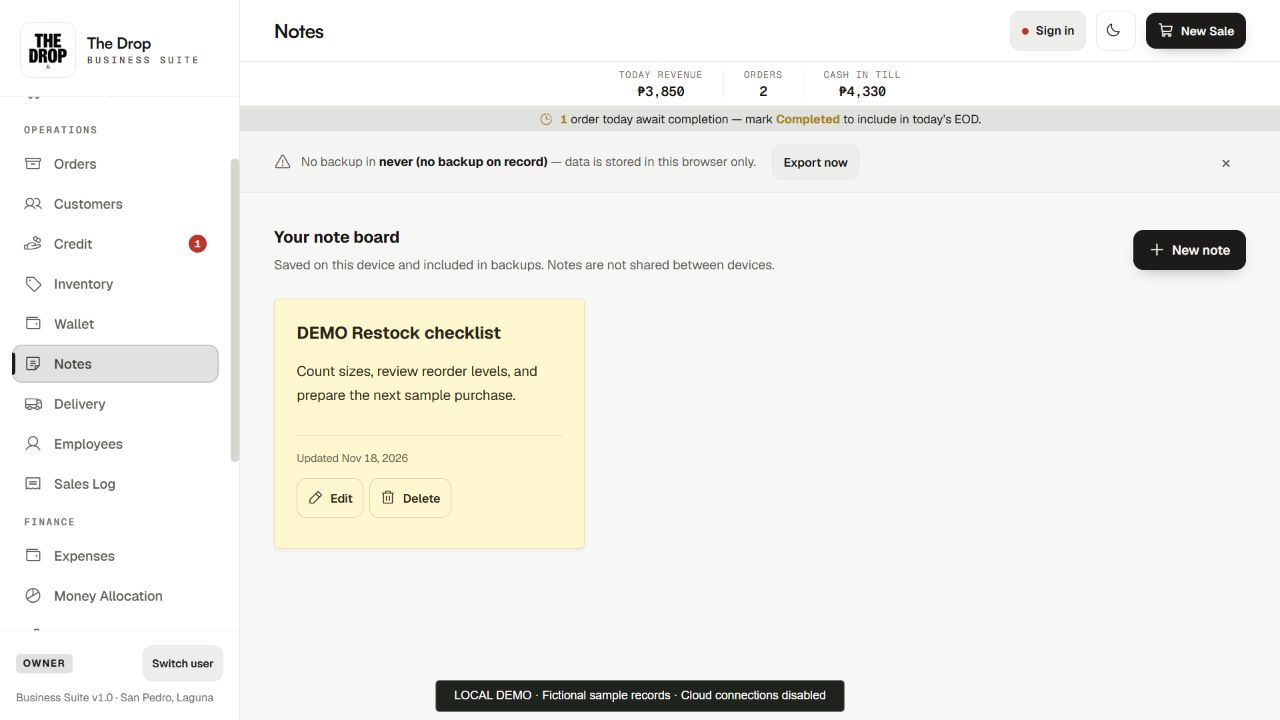 THE
DROP
The Drop
BUSINESS SUITE
OPERATIONS
Orders
Customers
Credit
1
Inventory
Wallet
Notes
Delivery
Employees
Sales Log
FINANCE
Expenses
Money Allocation
OWNER
Switch user
Business Suite v1.0 · San Pedro, Laguna
Notes
Sign in
New Sale
TODAY REVENUE
₱3,850
ORDERS
2
CASH IN TILL
₱4,330
1 order today await completion — mark Completed to include in today's EOD.
No backup in never (no backup on record) — data is stored in this browser only.
Export now
×
Your note board
Saved on this device and included in backups. Notes are not shared between devices.
New note
DEMO Restock checklist
Count sizes, review reorder levels, and
prepare the next sample purchase.
Updated Nov 18, 2026
Edit
Delete
LOCAL DEMO · Fictional sample records · Cloud connections disabled